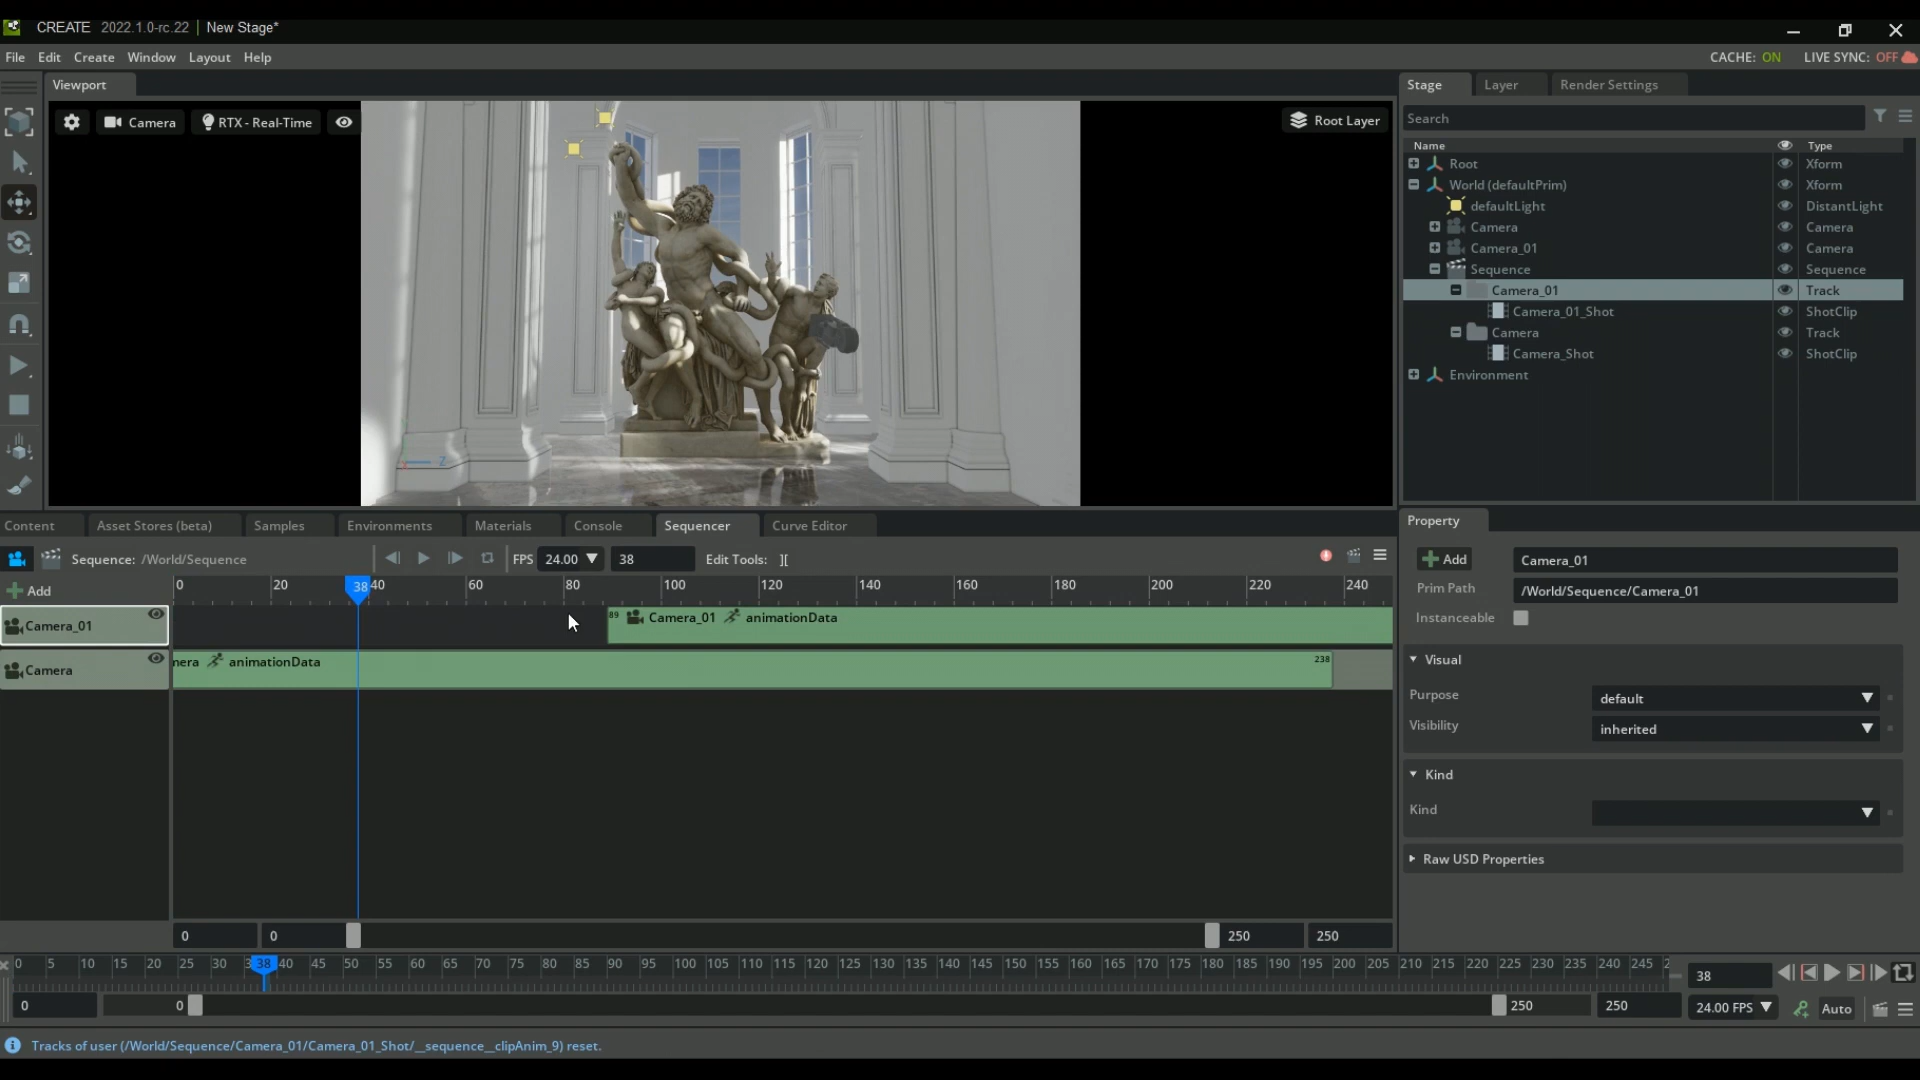 CREATE 2022.1.0-rc.22 | New Stage*
File Edit Create Window Layout Help
CACHE: ON LIVE SYNC: OFF
Viewport
Camera
RTX - Real-Time
Root Layer
Z
Stage Layer Render Settings
Search
Name Type
Root Xform
World (defaultPrim) Xform
defaultLight DistantLight
Camera Camera
Camera_01 Camera
Sequence Sequence
Camera_01 Track
Camera_01_Shot ShotClip
Camera Track
Camera_Shot ShotClip
Environment
Content Asset Stores (beta) Samples Environments Materials Console Sequencer Curve Editor
Sequence: /World/Sequence
FPS 24.00 38 Edit Tools: ][
Add
0 20 38 40 60 80 100 120 140 160 180 200 220 240
Camera_01
89 Camera_01 animationData
Camera
nera animationData 238
0 0 250 250
Property
Add Camera_01
Prim Path /World/Sequence/Camera_01
Instanceable
Visual
Purpose default
Visibility inherited
Kind
Kind
Raw USD Properties
0 5 10 15 20 25 30 38 40 45 50 55 60 65 70 75 80 85 90 95 100 105 110 115 120 125 130 135 140 145 150 155 160 165 170 175 180 185 190 195 200 205 210 215 220 225 230 235 240 245
38
0 0 250 250 24.00 FPS Auto
Tracks of user (/World/Sequence/Camera_01/Camera_01_Shot/__sequence__clipAnim_9) reset.